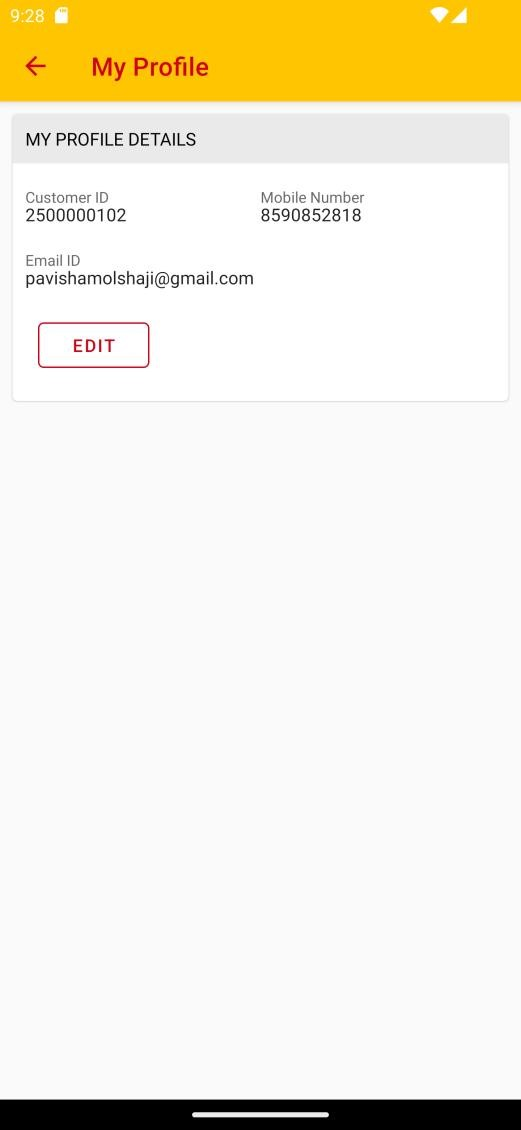 9:28
My Profile
MY PROFILE DETAILS
Customer ID Mobile Number
2500000102 8590852818
Email ID
pavishamolshaji@gmail.com
EDIT